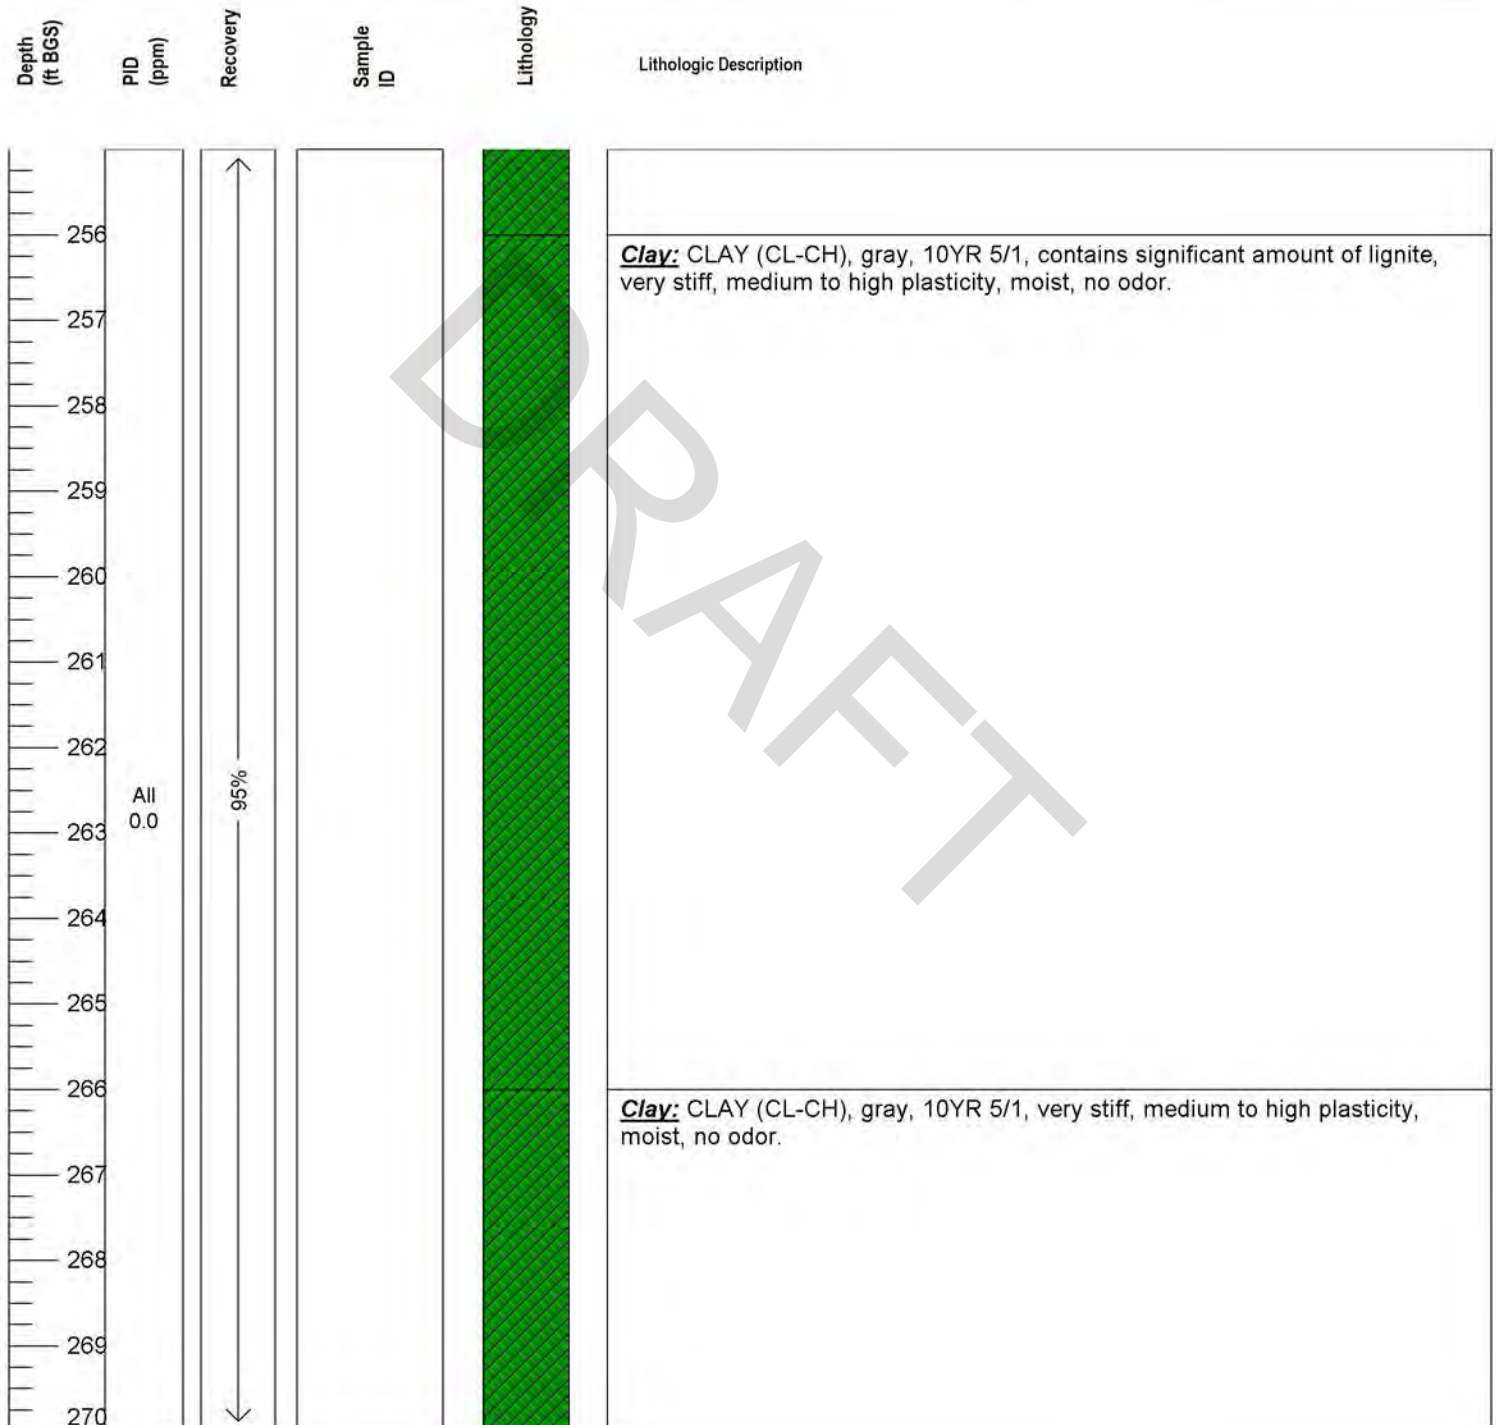 Depth
(ft BGS)
PID
(ppm)
Recovery
Sample
ID
Lithology
Lithologic Description
256
Clay: CLAY (CL-CH), gray, 10YR 5/1, contains significant amount of lignite,
very stiff, medium to high plasticity, moist, no odor.
257
258
259
260
261
262
All
0.0
95%
263
264
265
266
Clay: CLAY (CL-CH), gray, 10YR 5/1, very stiff, medium to high plasticity,
moist, no odor.
267
268
269
270
DRAFT